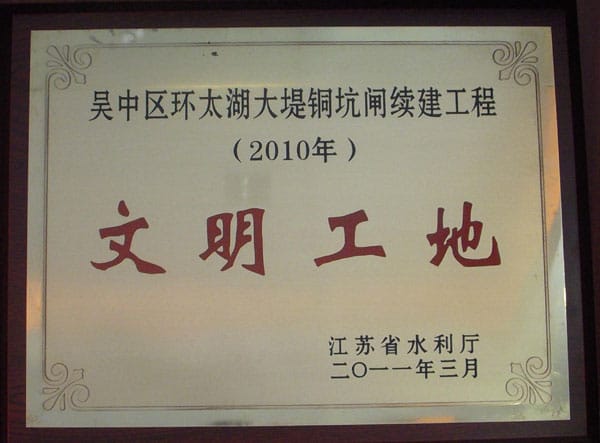 吴中区环太湖大堤铜坑闸续建工程
（2010年）
文明工地
江苏省水利厅
二〇一一年三月